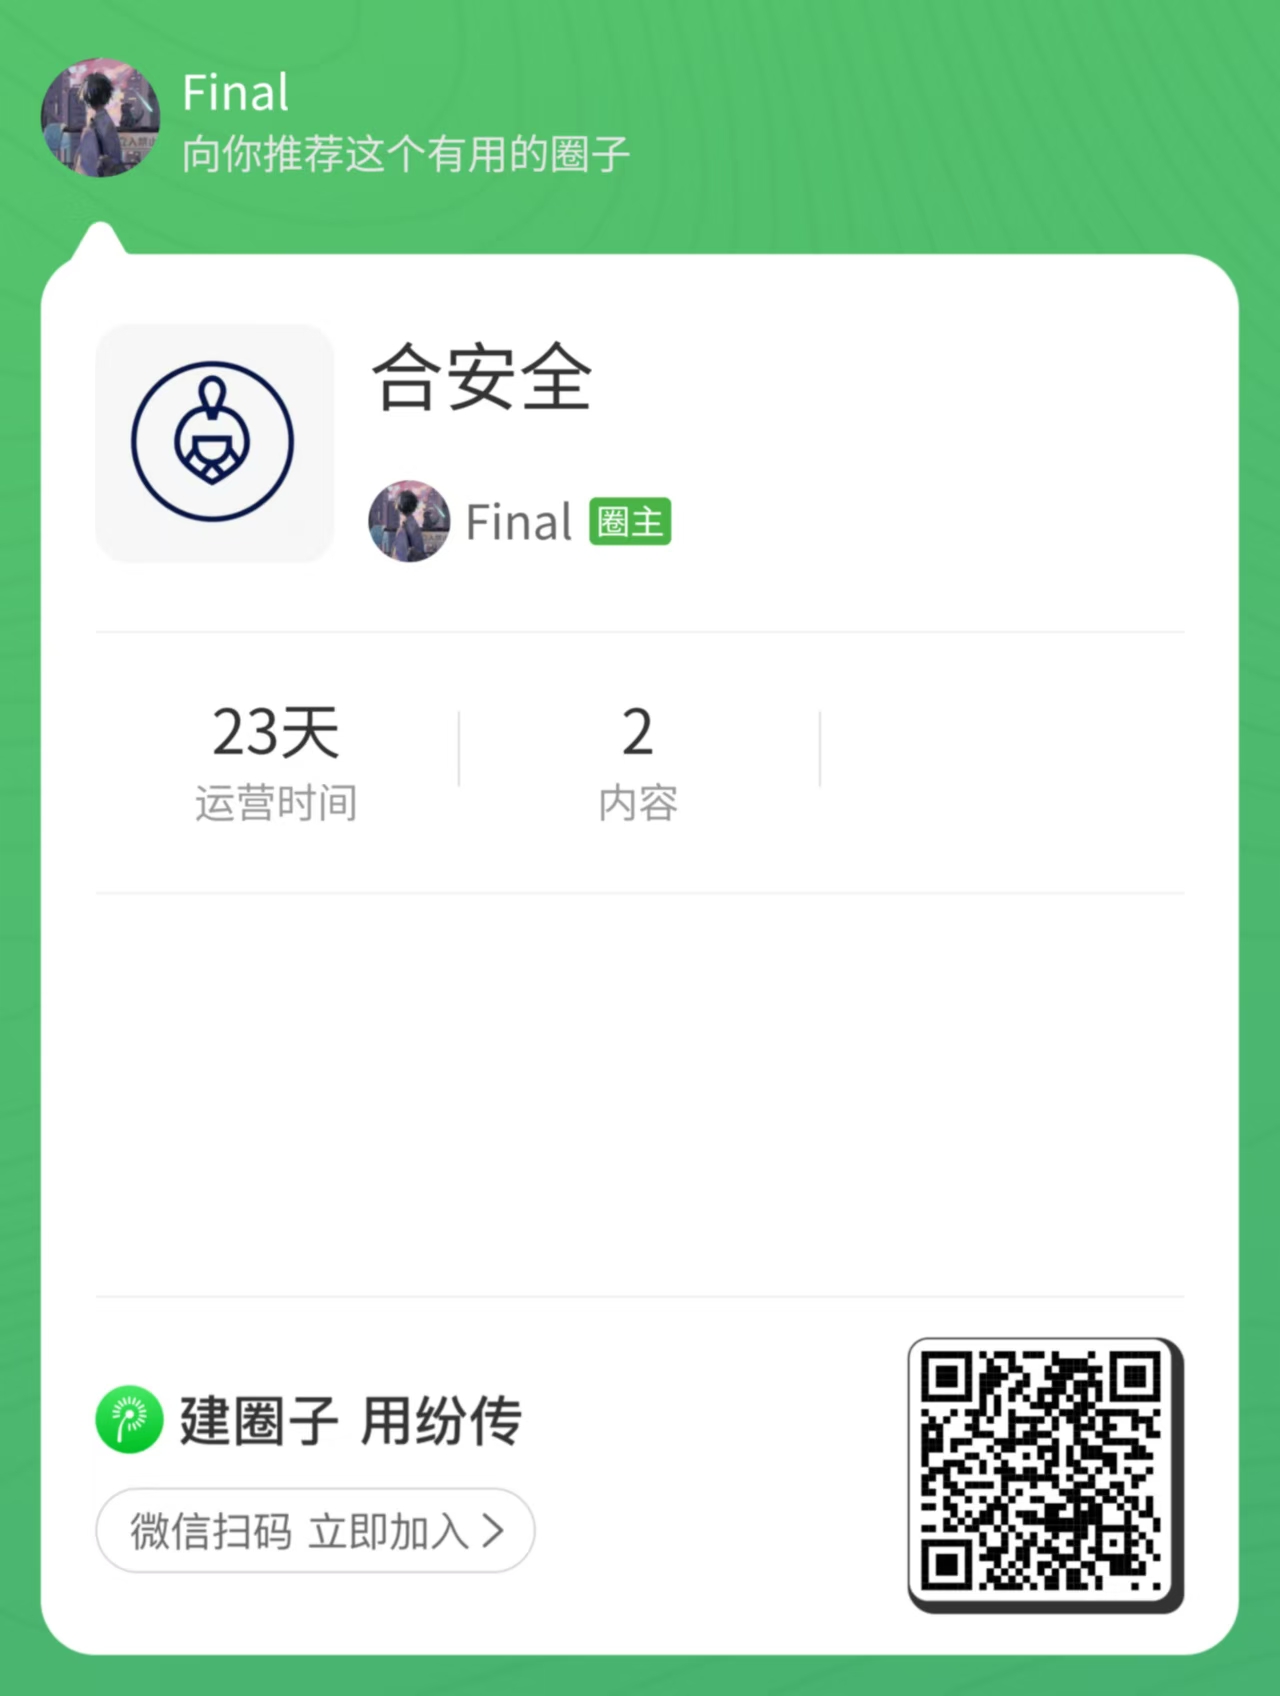 Final
向你推荐这个有用的圈子
合安全
Final 圈主
23天
运营时间
2
内容
建圈子 用纷传
微信扫码 立即加入